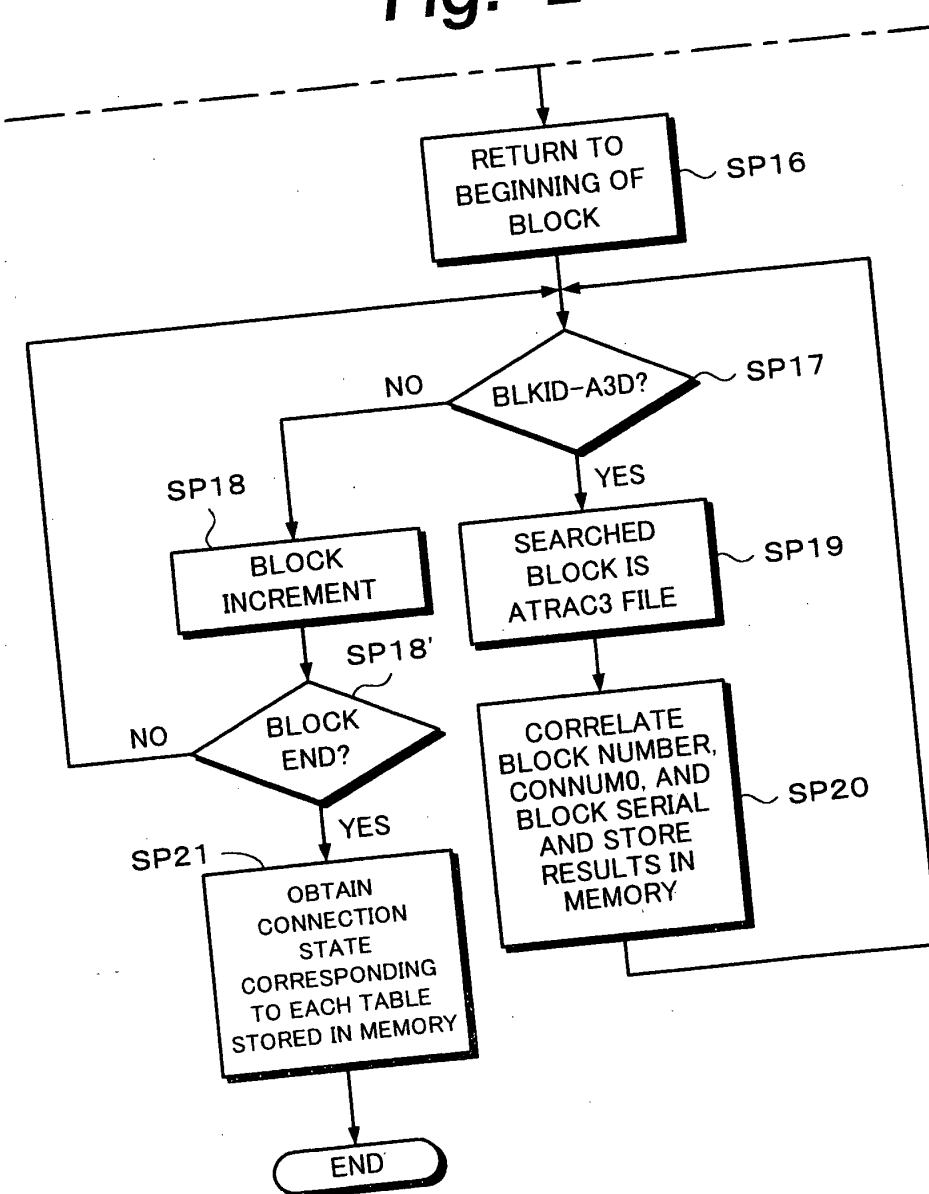 Fig.
RETURN TO
BEGINNING OF
BLOCK
SP16
BLKID-A3D?
SP17
NO
YES
SP18
BLOCK
INCREMENT
SEARCHED
BLOCK IS
ATRAC3 FILE
SP19
SP18'
BLOCK
END?
NO
YES
CORRELATE
BLOCK NUMBER,
CONNUM0, AND
BLOCK SERIAL
AND STORE
RESULTS IN
MEMORY
SP20
SP21
OBTAIN
CONNECTION
STATE
CORRESPONDING
TO EACH TABLE
STORED IN MEMORY
END